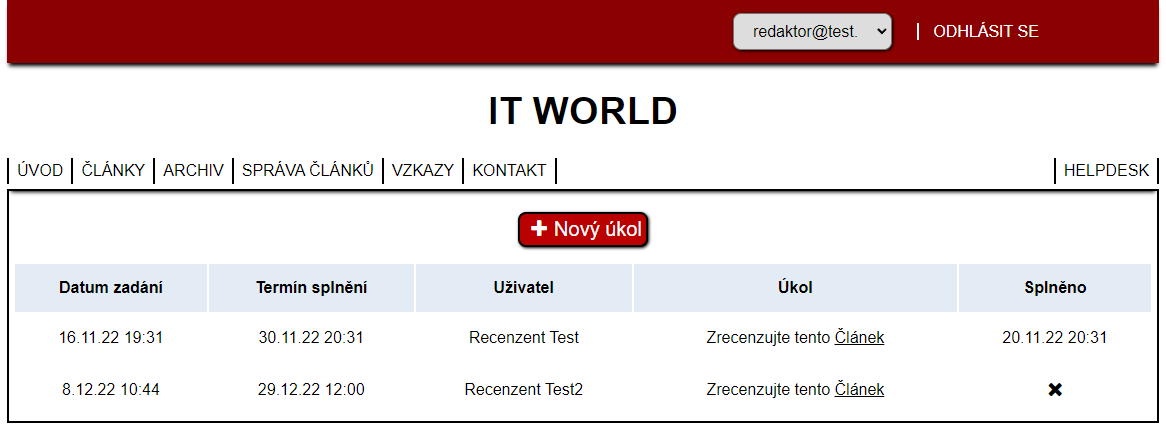 redaktor@test. ODHLÁSIT SE
IT WORLD
ÚVOD ČLÁNKY ARCHIV SPRÁVA ČLÁNKŮ VZKAZY KONTAKT HELPDESK
Nový úkol
Datum zadání Termín splnění Uživatel Úkol Splněno
16.11.22 19:31 30.11.22 20:31 Recenzent Test Zrecenzujte tento Článek 20.11.22 20:31
8.12.22 10:44 29.12.22 12:00 Recenzent Test2 Zrecenzujte tento Článek